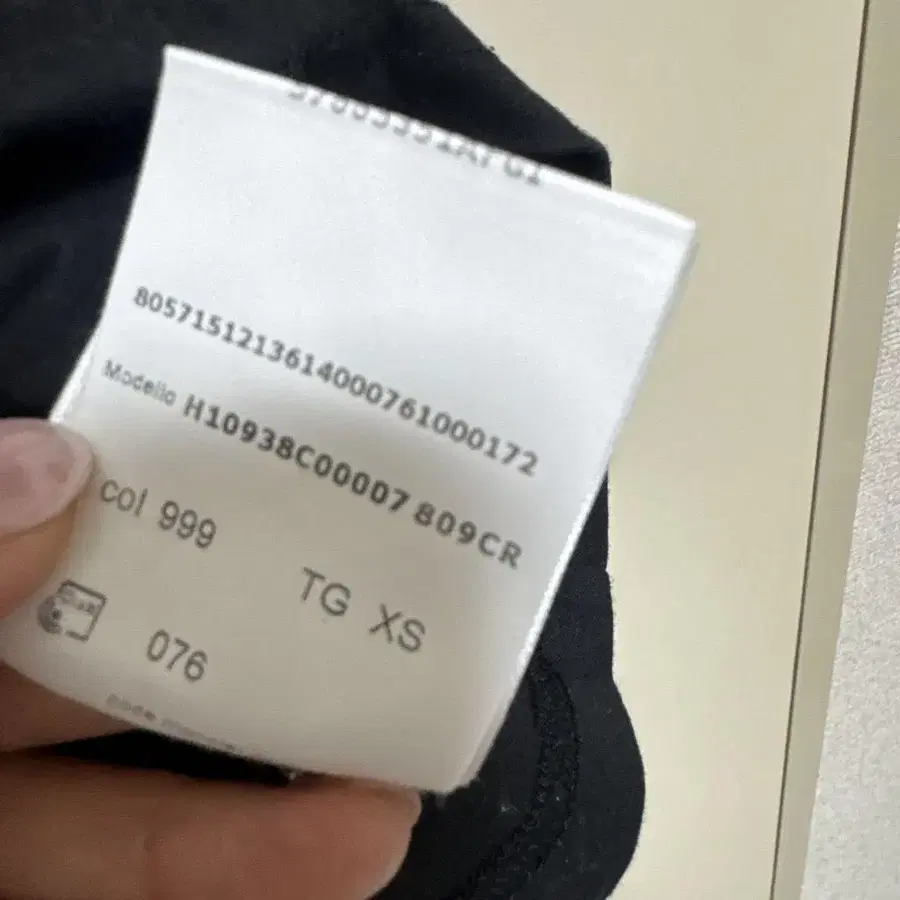 8057151213614000761000172
Modello H10938C00007 809CR
col 999
TG XS
076